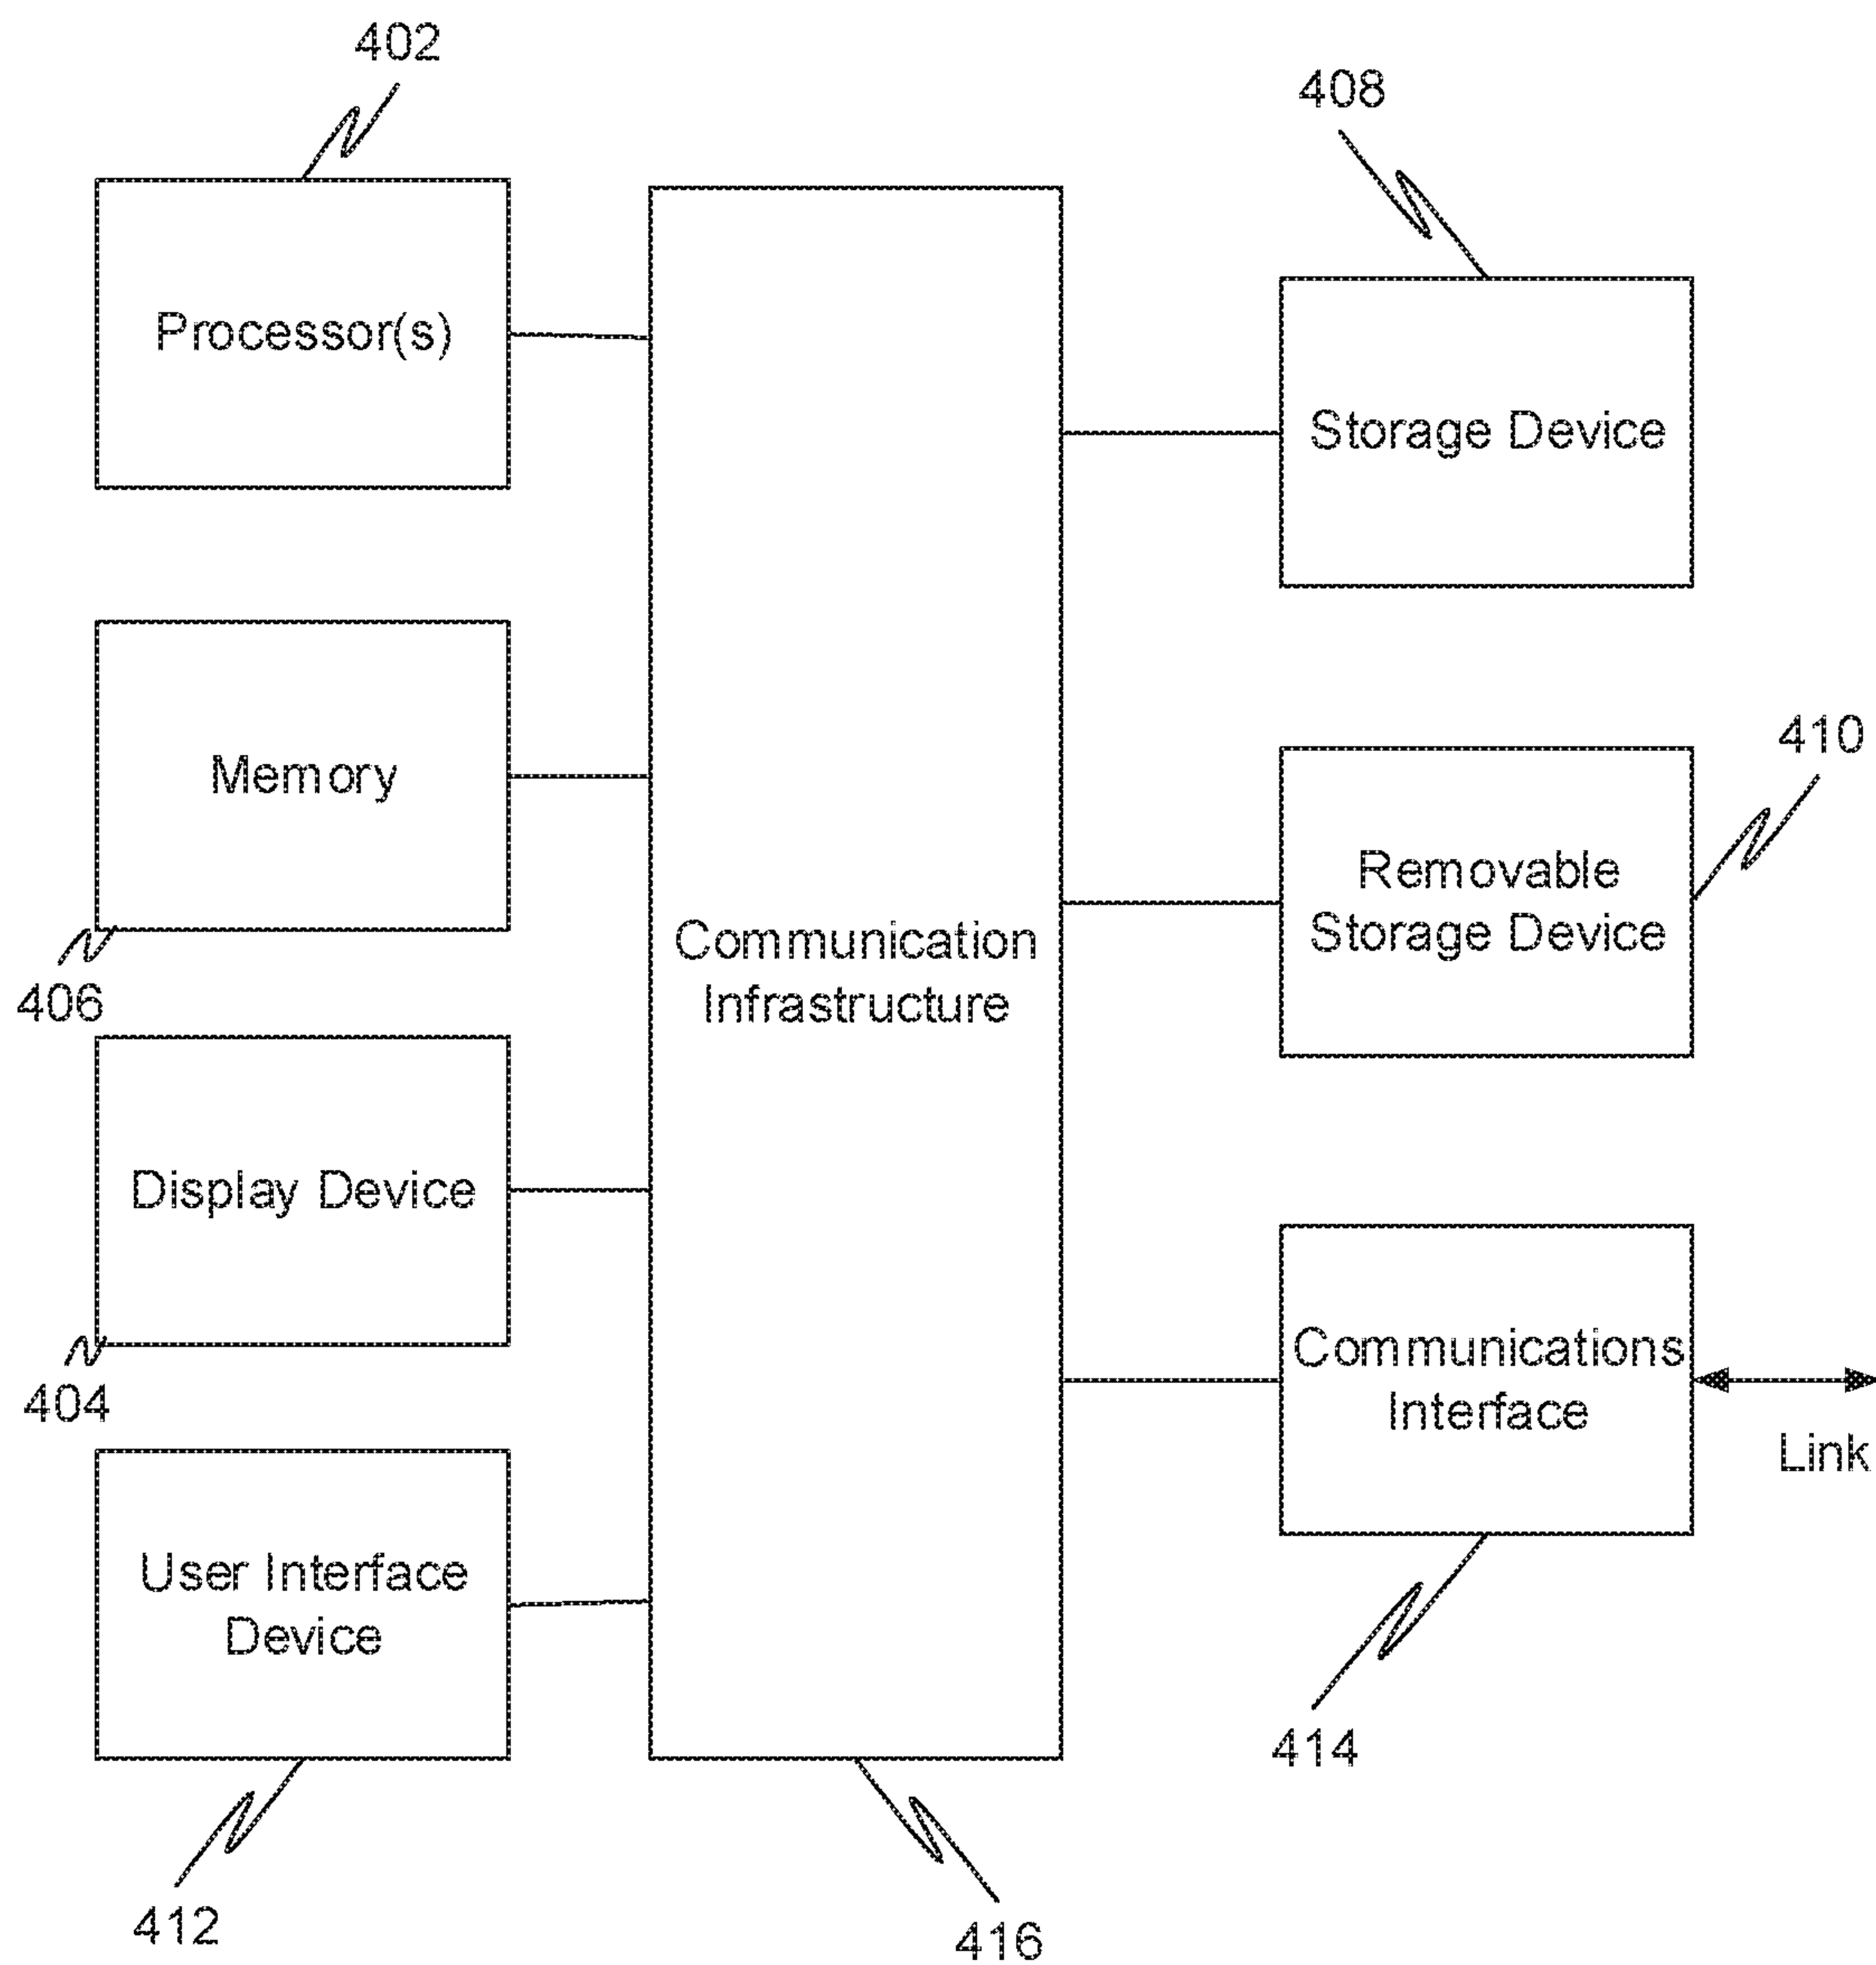 402
408
Processor(s)
Storage Device
410
Memory
Removable
Storage Device
406
Communication
Infrastructure
Display Device
404
Communications
Interface
Link
User Interface
Device
414
412
416